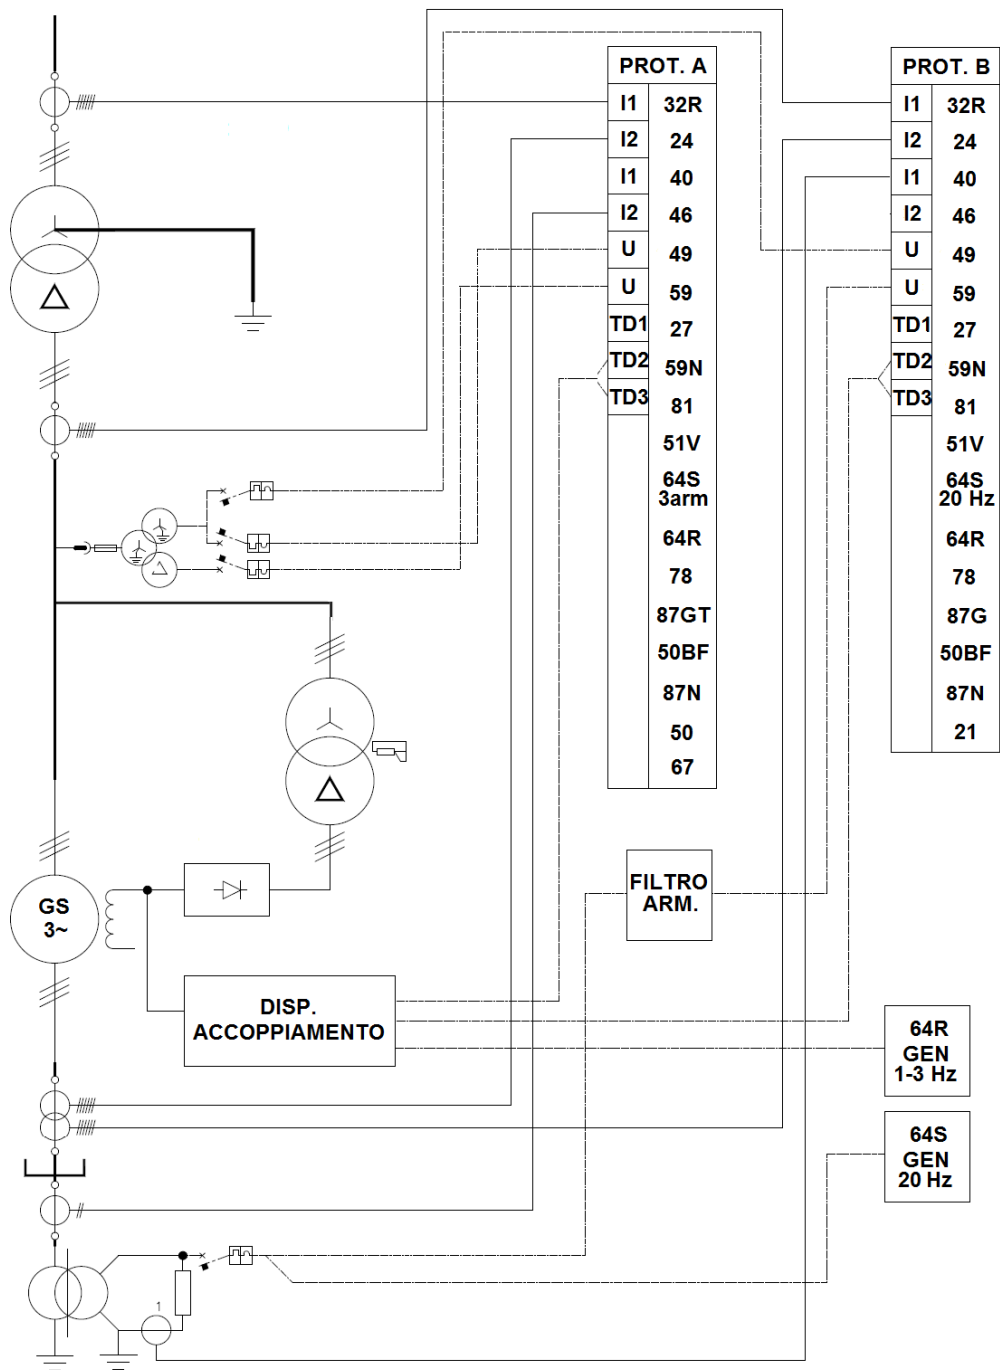 PROT. A
I1
32R
I2
24
I1
40
I2
46
U
49
U
59
TD1
27
TD2
59N
TD3
81
51V
64S
3arm
64R
78
87GT
50BF
87N
50
67
PROT. B
I1
32R
I2
24
I1
40
I2
46
U
49
U
59
TD1
27
TD2
59N
TD3
81
51V
64S
20 Hz
64R
78
87G
50BF
87N
21
GS
3~
FILTRO
ARM.
DISP.
ACCOPPIAMENTO
64R
GEN
1-3 Hz
64S
GEN
20 Hz
1